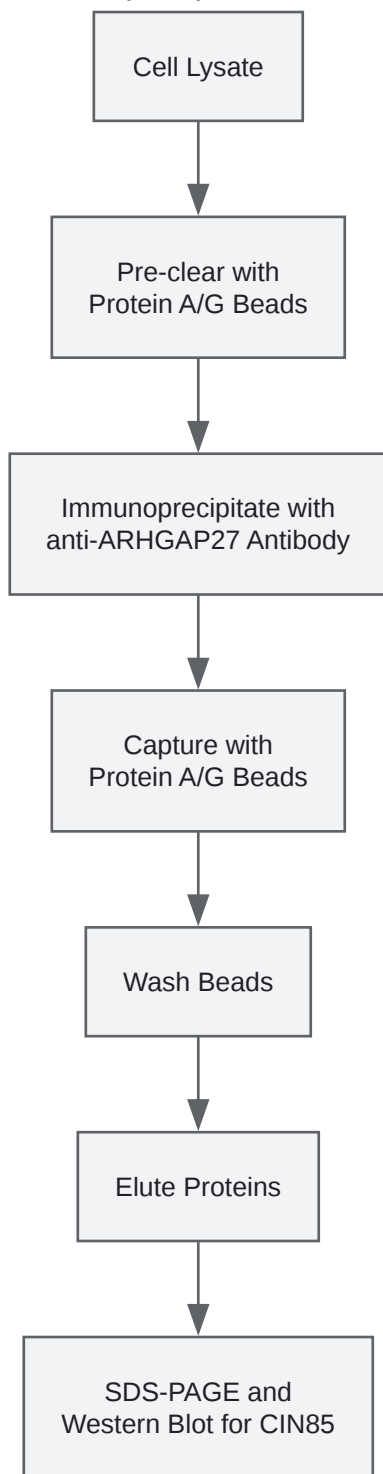 Cell Lysate
Pre-clear with
Protein A/G Beads
Immunoprecipitate with
anti-ARHGAP27 Antibody
Capture with
Protein A/G Beads
Wash Beads
Elute Proteins
SDS-PAGE and
Western Blot for CIN85